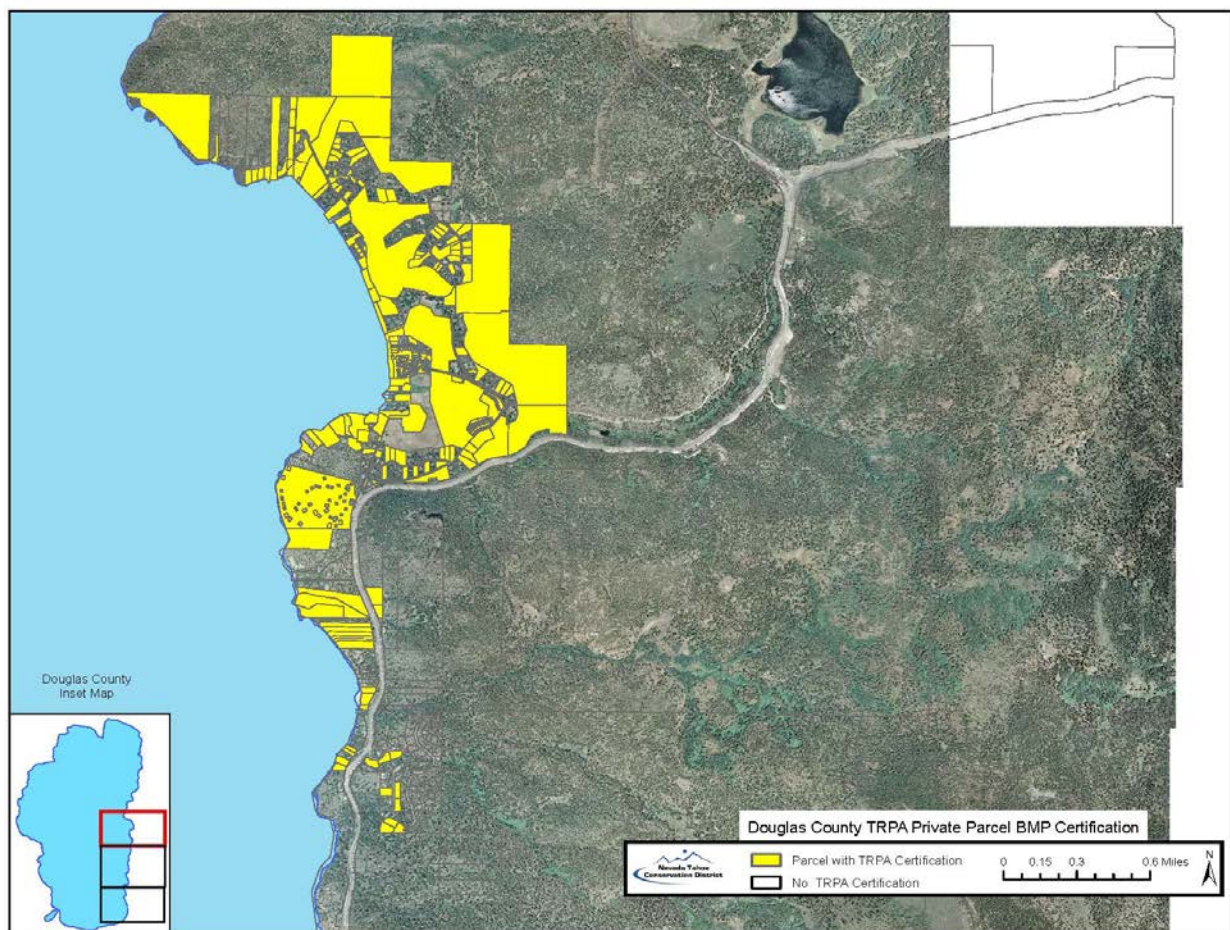 Douglas County
Inset Map
Douglas County TRPA Private Parcel BMP Certification
Nevada Tahoe
Conservation District
Parcel with TRPA Certification
No TRPA Certification
0 0.15 0.3 0.6 Miles
N